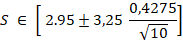 S ∈ [ 2.95 ± 3,25 0,4275/√10 ]